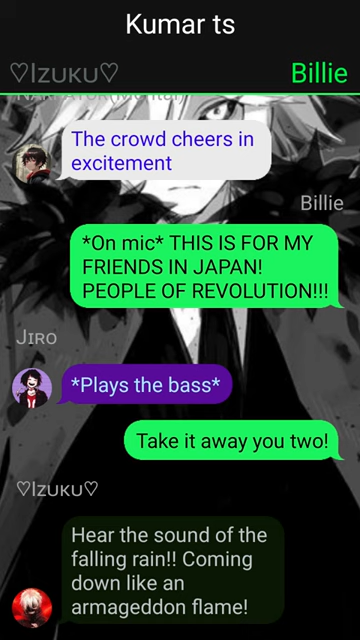 Kumar ts
♡Izuku♡
Billie
The crowd cheers in
excitement
Billie
*On mic* THIS IS FOR MY
FRIENDS IN JAPAN!
PEOPLE OF REVOLUTION!!!
Jiro
*Plays the bass*
Take it away you two!
♡Izuku♡
Hear the sound of the
falling rain!! Coming
down like an
armageddon flame!